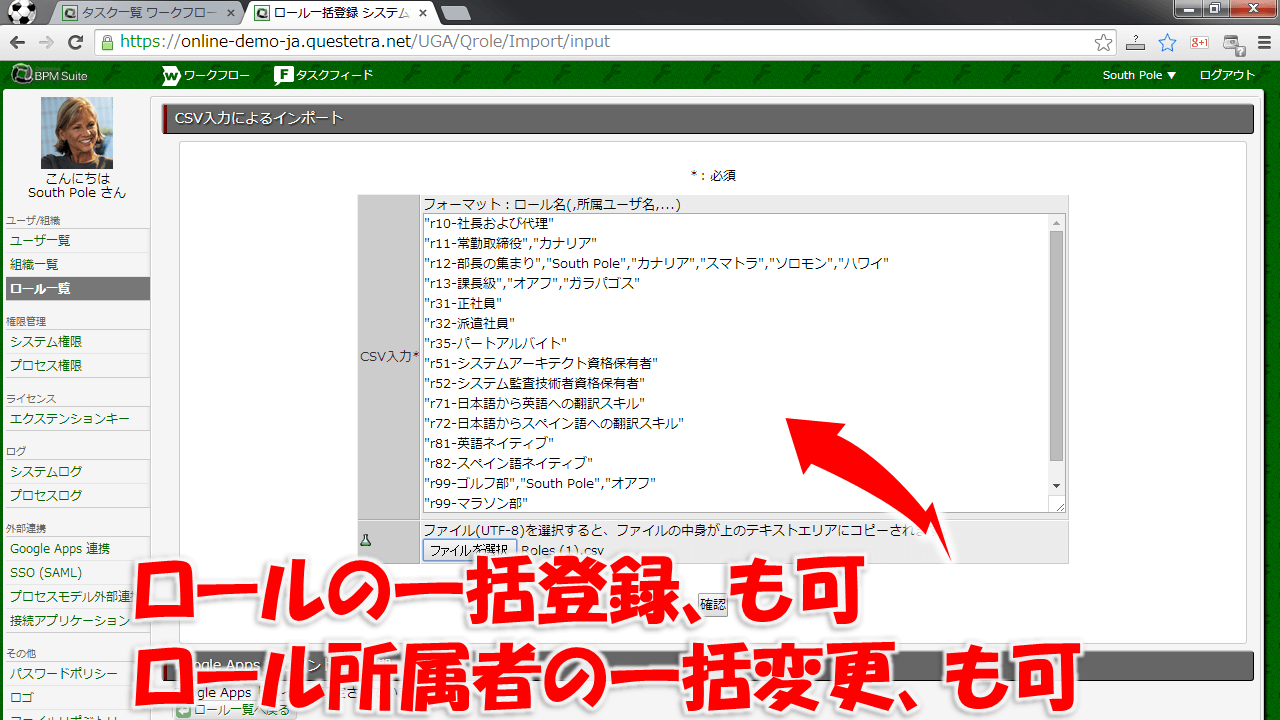 タスク一覧 ワークフロー
ロール一括登録 システム
https://online-demo-ja.questetra.net/UGA/Qrole/Import/input
BPM Suite
ワークフロー
タスクフィード
South Pole ▼
ログアウト
こんにちは
South Pole さん
ユーザ/組織
ユーザー覧
組織一覧
ロール一覧
権限管理
システム権限
プロセス権限
ライセンス
エクステンションキー
ログ
システムログ
プロセスログ
外部連携
Google Apps 連携
SSO (SAML)
プロセスモデル外部連
接続アプリケーション
その他
パスワードポリシー
ロゴ
CSV入力によるインポート
* : 必須
CSV入力*
フォーマット : ロール名(,所属ユーザ名,...)
"r10-社長および代理"
"r11-常勤取締役","カナリア"
"r12-部長の集まり","South Pole","カナリア","スマトラ","ソロモン","ハワイ"
"r13-課長級","オアフ","ガラパゴス"
"r31-正社員"
"r32-派遣社員"
"r35-パートアルバイト"
"r51-システムアーキテクト資格保有者"
"r52-システム監査技術者資格保有者"
"r71-日本語から英語への翻訳スキル"
"r72-日本語からスペイン語への翻訳スキル"
"r81-英語ネイティブ"
"r82-スペイン語ネイティブ"
"r99-ゴルフ部","South Pole","オアフ"
"r99-マラソン部"
ファイル(UTF-8)を選択すると、ファイルの中身が上のテキストエリアにコピーされ
ファイルを選択 Roles (1).csv
確認
ロールの一括登録、も可
ロール所属者の一括変更、も可
ロール一覧へ戻る